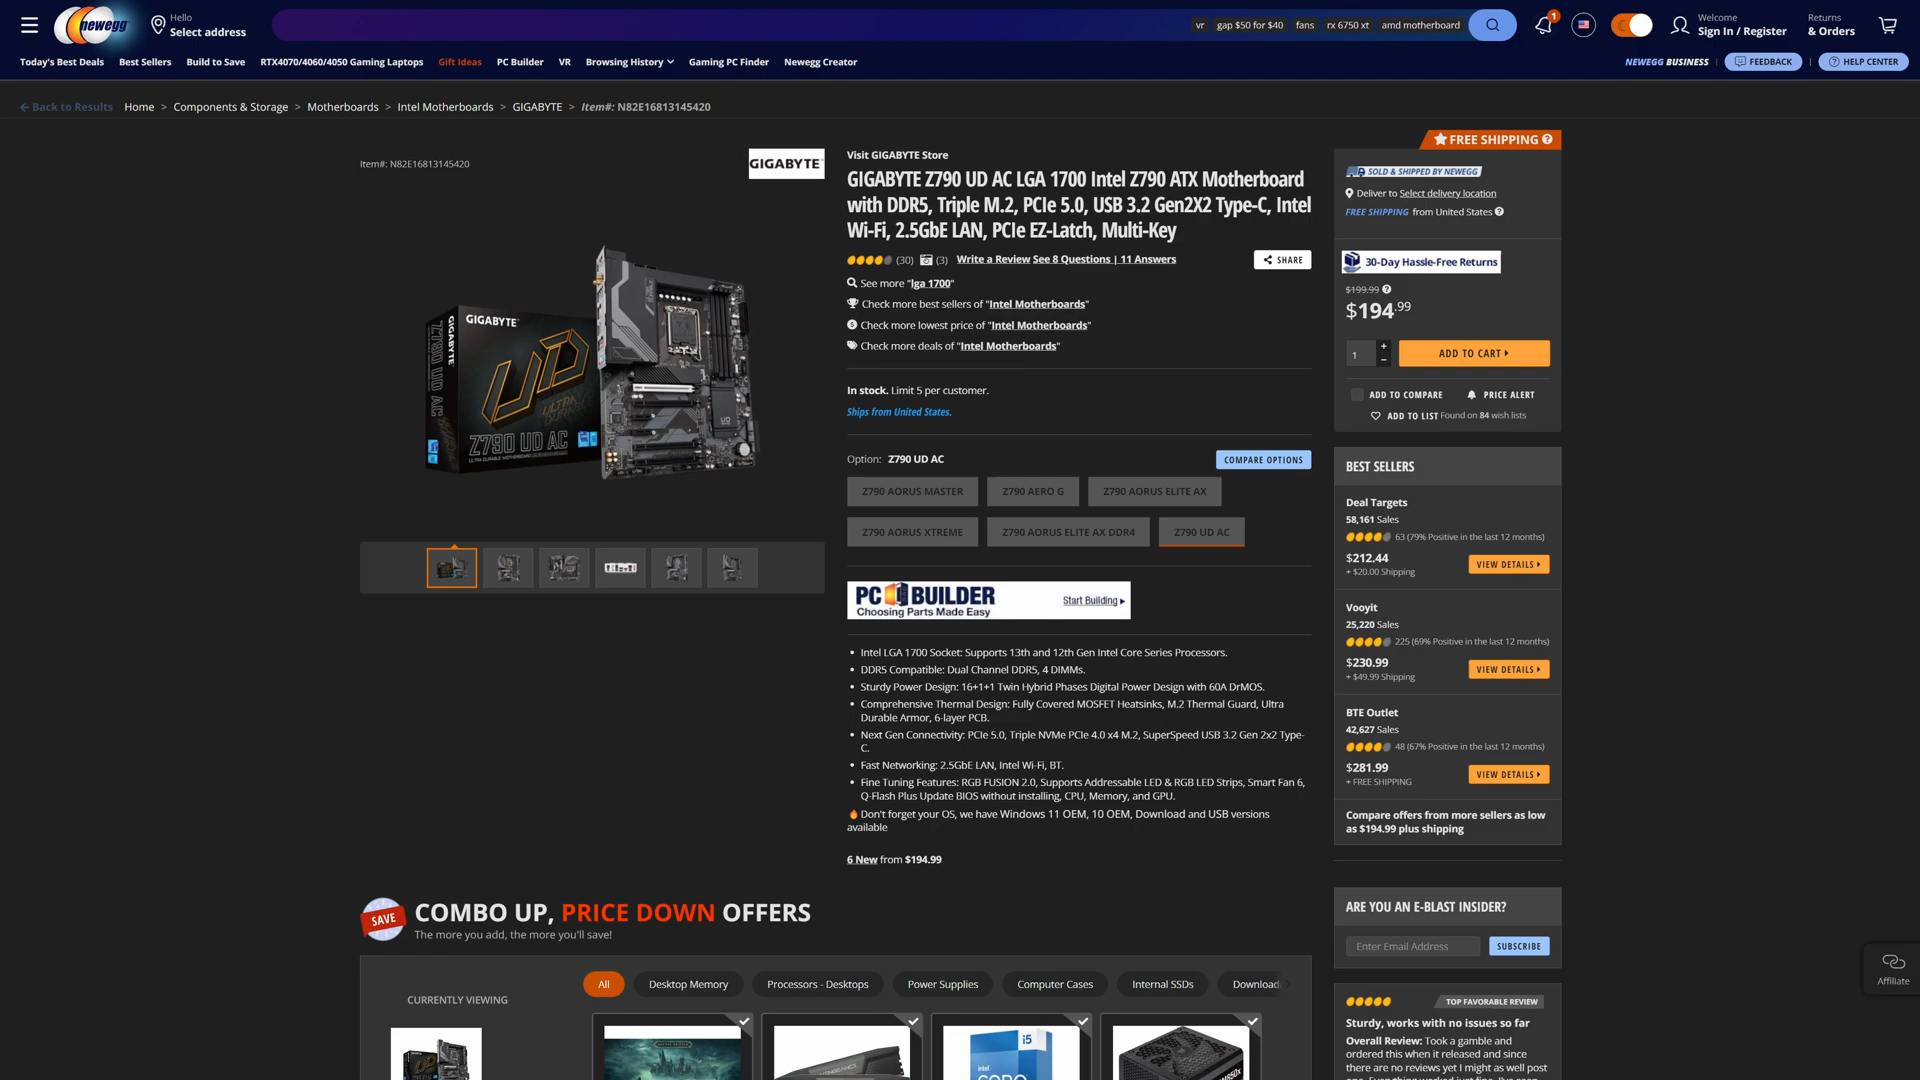 newegg
Hello
Select address
vr
gap $50 for $40
fans
rx 6750 xt
amd motherboard
1
Welcome
Sign In / Register
Returns
& Orders
Today's Best Deals
Best Sellers
Build to Save
RTX4070/4060/4050 Gaming Laptops
Gift Ideas
PC Builder
VR
Browsing History
Gaming PC Finder
Newegg Creator
NEWEGG BUSINESS
FEEDBACK
HELP CENTER
Back to Results
Home > Components & Storage > Motherboards > Intel Motherboards > GIGABYTE > Item#: N82E16813145420
Item#: N82E16813145420
GIGABYTE
GIGABYTE
GIGABYTE
UD
ULTRA DURABLE
Z790 UD AC
Z790 UD AC
Visit GIGABYTE Store
GIGABYTE Z790 UD AC LGA 1700 Intel Z790 ATX Motherboard
with DDR5, Triple M.2, PCIe 5.0, USB 3.2 Gen2X2 Type-C, Intel
Wi-Fi, 2.5GbE LAN, PCIe EZ-Latch, Multi-Key
(30)
(3)
Write a Review See 8 Questions | 11 Answers
SHARE
See more "lga 1700"
Check more best sellers of "Intel Motherboards"
Check more lowest price of "Intel Motherboards"
Check more deals of "Intel Motherboards"
In stock. Limit 5 per customer.
Ships from United States.
Option: Z790 UD AC
COMPARE OPTIONS
Z790 AORUS MASTER
Z790 AERO G
Z790 AORUS ELITE AX
Z790 AORUS XTREME
Z790 AORUS ELITE AX DDR4
Z790 UD AC
PC BUILDER
Choosing Parts Made Easy
Start Building
• Intel LGA 1700 Socket: Supports 13th and 12th Gen Intel Core Series Processors.
• DDR5 Compatible: Dual Channel DDR5, 4 DIMMs.
• Sturdy Power Design: 16+1+1 Twin Hybrid Phases Digital Power Design with 60A DrMOS.
• Comprehensive Thermal Design: Fully Covered MOSFET Heatsinks, M.2 Thermal Guard, Ultra
Durable Armor, 6-layer PCB.
• Next Gen Connectivity: PCIe 5.0, Triple NVMe PCIe 4.0 x4 M.2, SuperSpeed USB 3.2 Gen 2x2 Type-
C.
• Fast Networking: 2.5GbE LAN, Intel Wi-Fi, BT.
• Fine Tuning Features: RGB FUSION 2.0, Supports Addressable LED & RGB LED Strips, Smart Fan 6,
Q-Flash Plus Update BIOS without installing, CPU, Memory, and GPU.
🔥Don't forget your OS, we have Windows 11 OEM, 10 OEM, Download and USB versions
available
6 New from $194.99
FREE SHIPPING
SOLD & SHIPPED BY NEWEGG
Deliver to Select delivery location
FREE SHIPPING from United States
30-Day Hassle-Free Returns
$199.99
$194.99
1
+
−
ADD TO CART
ADD TO COMPARE
PRICE ALERT
ADD TO LIST Found on 84 wish lists
BEST SELLERS
Deal Targets
58,161 Sales
63 (79% Positive in the last 12 months)
$212.44
+ $20.00 Shipping
VIEW DETAILS
Vooyit
25,220 Sales
225 (69% Positive in the last 12 months)
$230.99
+ $49.99 Shipping
VIEW DETAILS
BTE Outlet
42,627 Sales
48 (67% Positive in the last 12 months)
$281.99
+ FREE SHIPPING
VIEW DETAILS
Compare offers from more sellers as low
as $194.99 plus shipping
ARE YOU AN E-BLAST INSIDER?
Enter Email Address
SUBSCRIBE
TOP FAVORABLE REVIEW
Sturdy, works with no issues so far
Overall Review: Took a gamble and
ordered this when it released and since
there are no reviews yet I might as well post
Affiliate
SAVE
COMBO UP, PRICE DOWN OFFERS
The more you add, the more you'll save!
CURRENTLY VIEWING
All
Desktop Memory
Processors - Desktops
Power Supplies
Computer Cases
Internal SSDs
Download
VENGEANCE
i5
intel
CORE